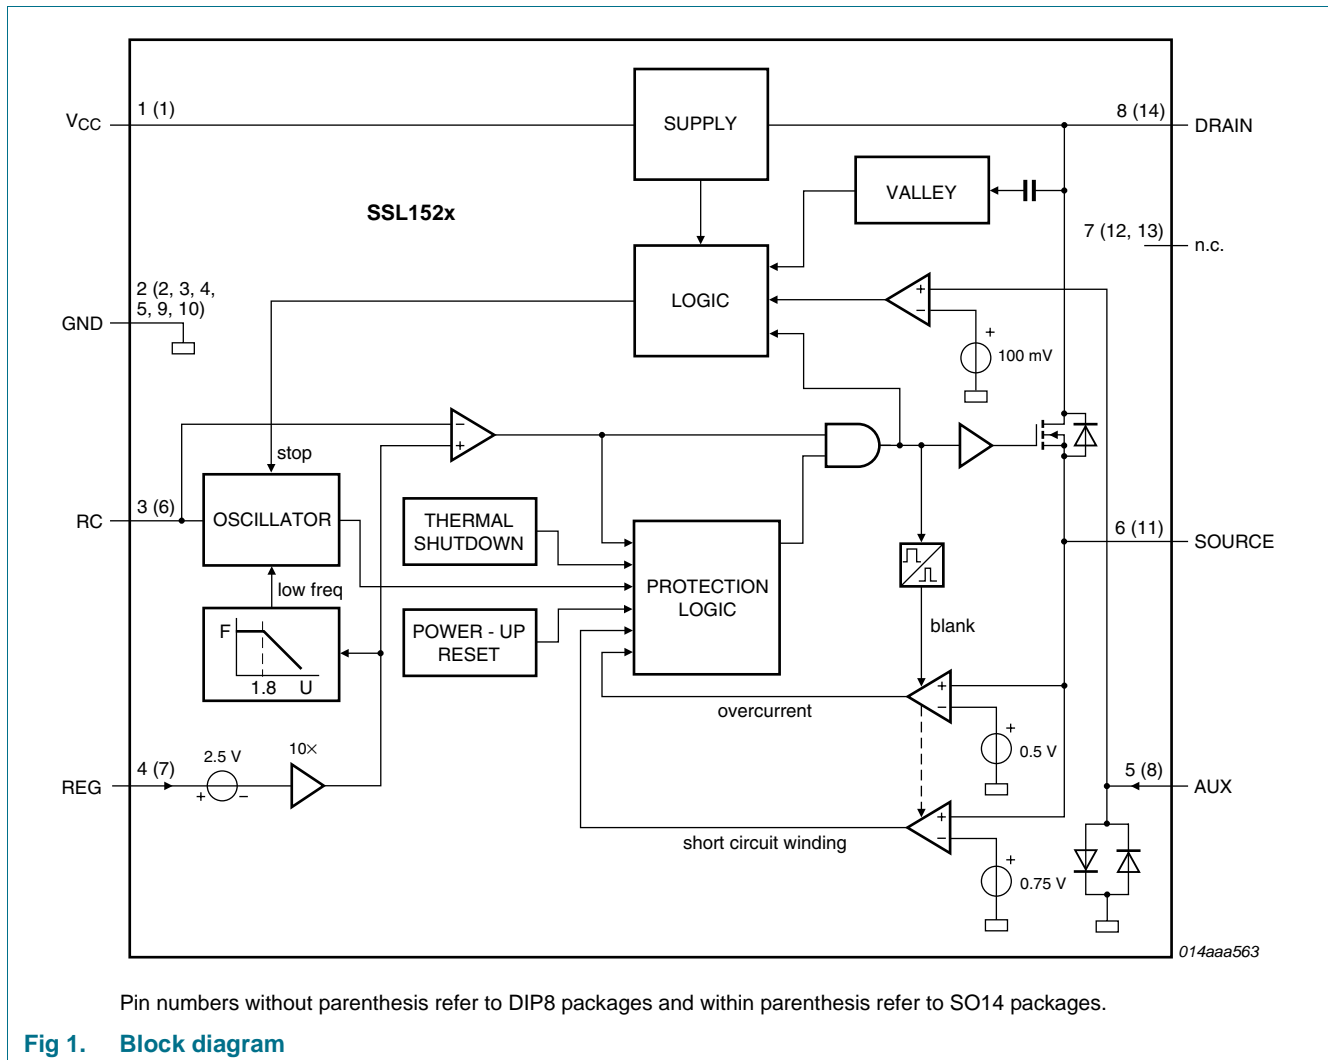 1 (1)
VCC
SUPPLY
8 (14)
DRAIN
VALLEY
SSL152x
7 (12, 13)
n.c.
2 (2, 3, 4,
5, 9, 10)
GND
LOGIC
+
−
+
100 mV
−
+
stop
3 (6)
RC
OSCILLATOR
THERMAL
SHUTDOWN
6 (11)
SOURCE
low freq
PROTECTION
LOGIC
F
1.8 U
POWER - UP
RESET
blank
+
−
overcurrent
+
0.5 V
4 (7)
REG
2.5 V
+ −
10×
5 (8)
AUX
+
−
short circuit winding
+
0.75 V
014aaa563
Pin numbers without parenthesis refer to DIP8 packages and within parenthesis refer to SO14 packages.
Fig 1. Block diagram